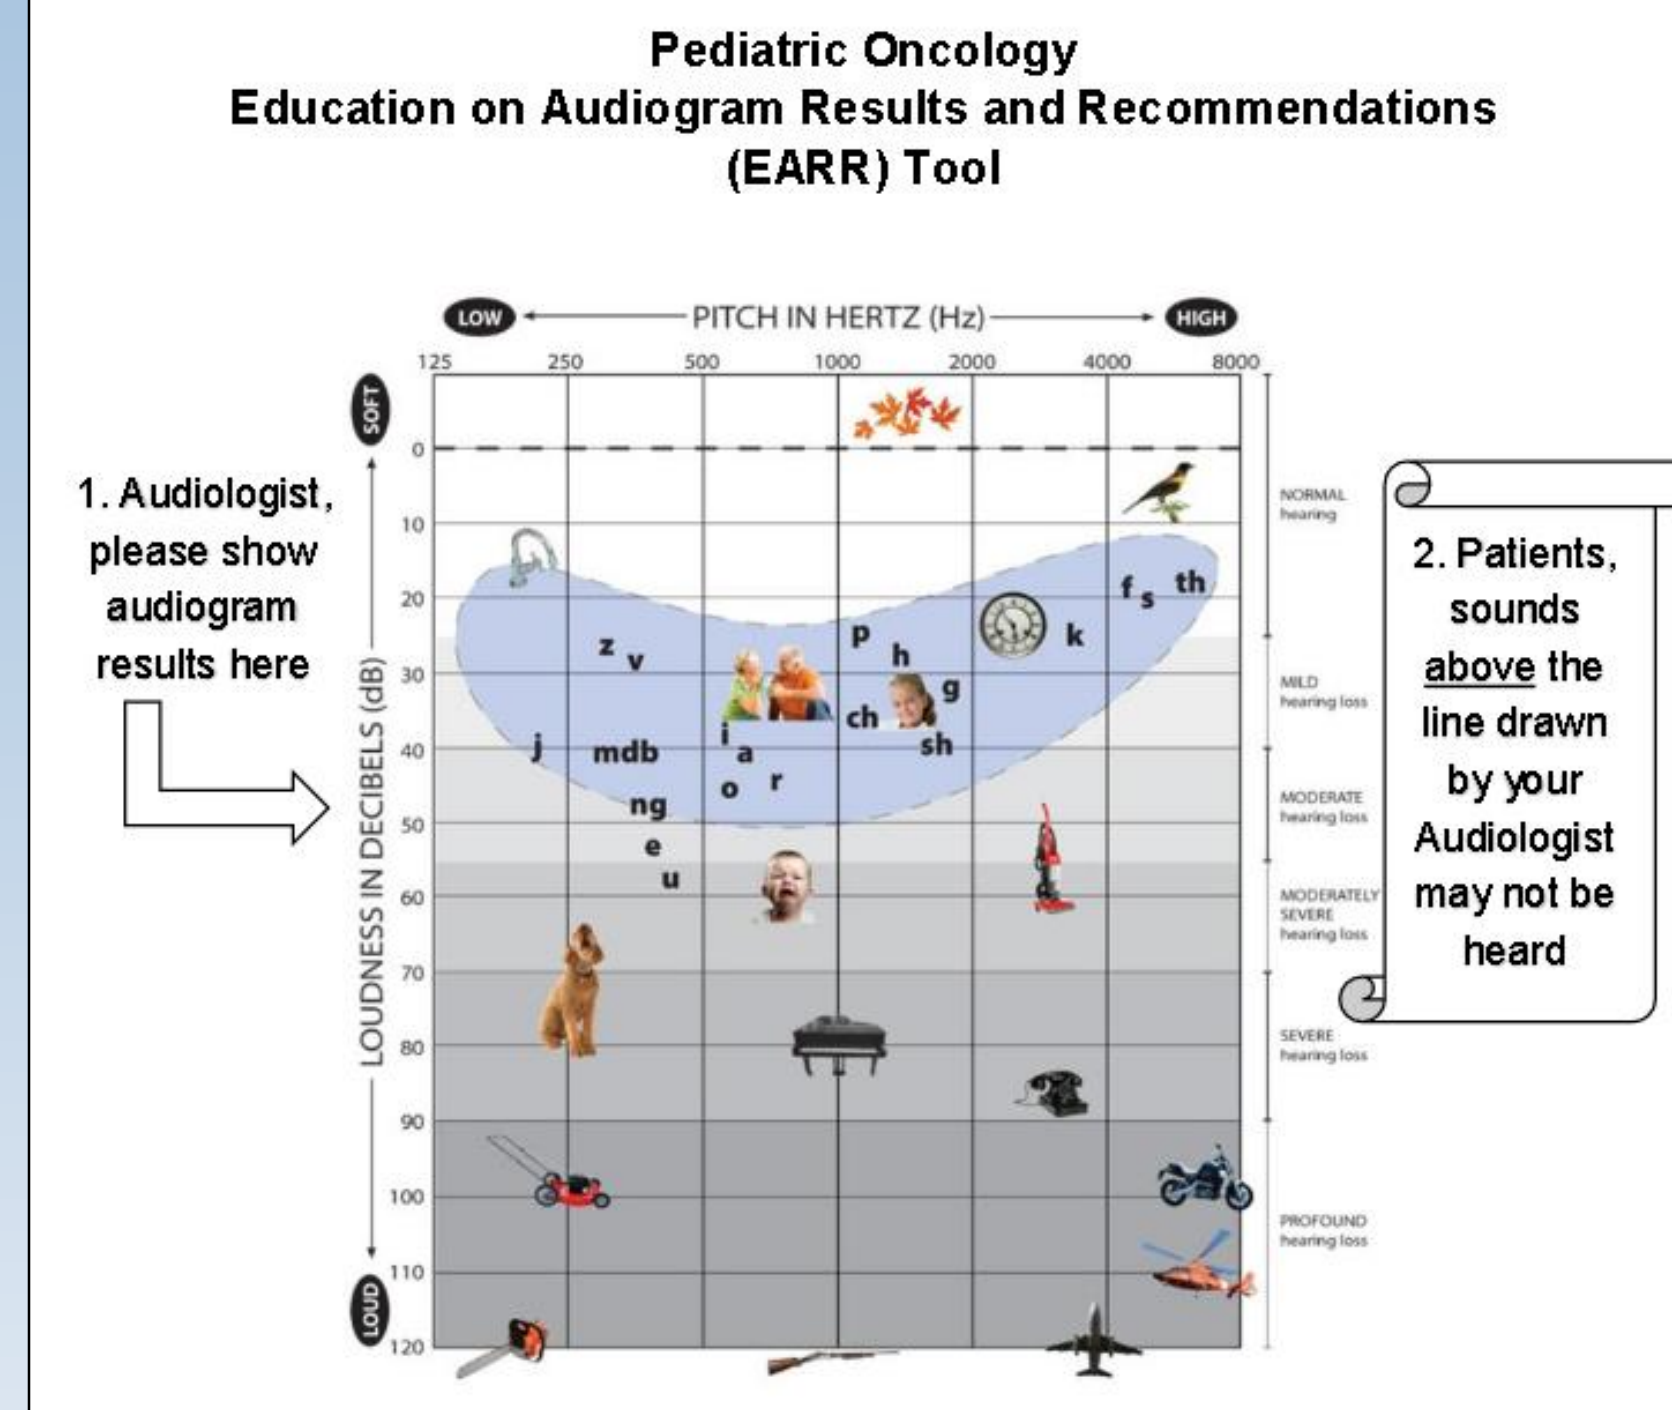 Pediatric Oncology
Education on Audiogram Results and Recommendations
(EARR) Tool
LOW
PITCH IN HERTZ (Hz)
HIGH
125 250 500 1000 2000 4000 8000
SOFT
LOUDNESS IN DECIBELS (dB)
LOUD
0
10
20
30
40
50
60
70
80
90
100
110
120
1. Audiologist,
please show
audiogram
results here
f s th
z v
p h k
g
ch
j mdb i a sh
o r
ng
e
u
NORMAL
hearing
MILD
hearing loss
MODERATE
hearing loss
MODERATELY
SEVERE
hearing loss
SEVERE
hearing loss
PROFOUND
hearing loss
2. Patients,
sounds
above the
line drawn
by your
Audiologist
may not be
heard